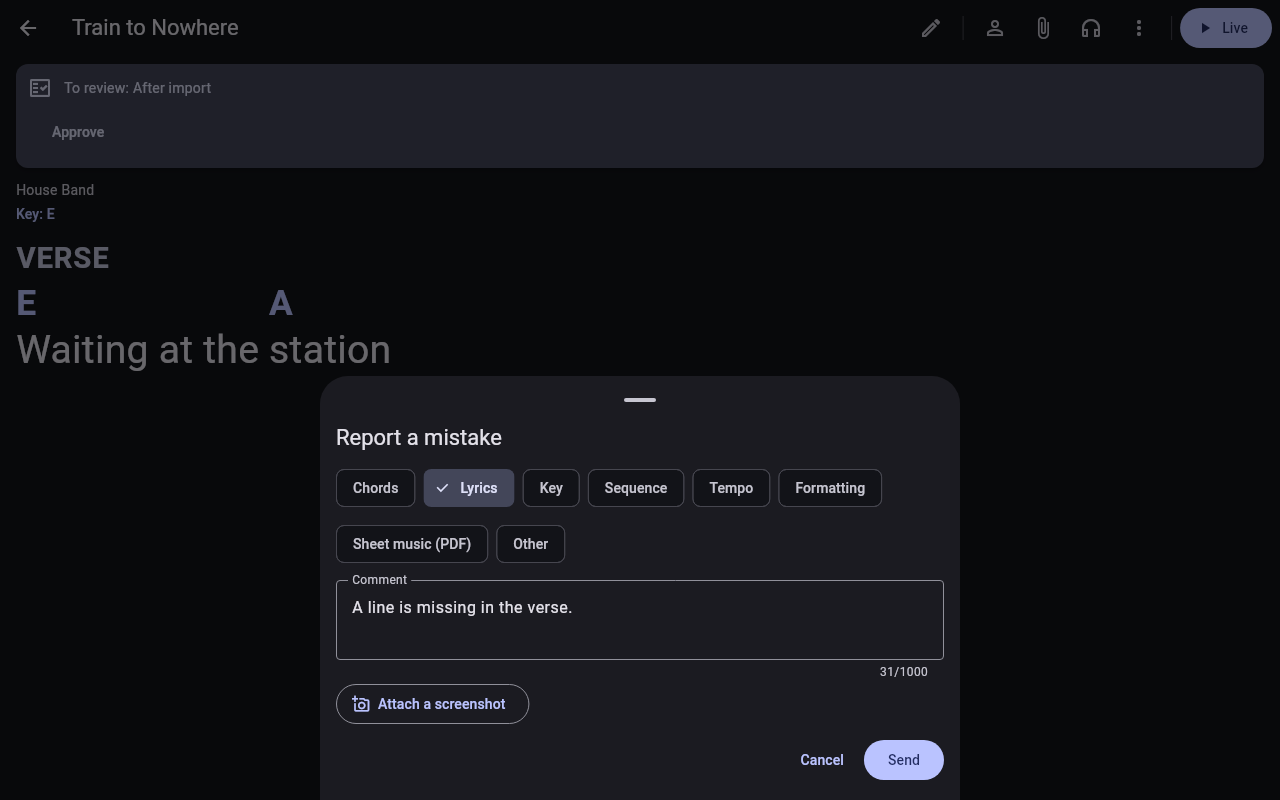 Train to Nowhere
Live
To review: After import
Approve
House Band
Key: E
VERSE
E A
Waiting at the station
Report a mistake
Chords Lyrics Key Sequence Tempo Formatting
Sheet music (PDF) Other
Comment
A line is missing in the verse.
31/1000
Attach a screenshot
Cancel Send